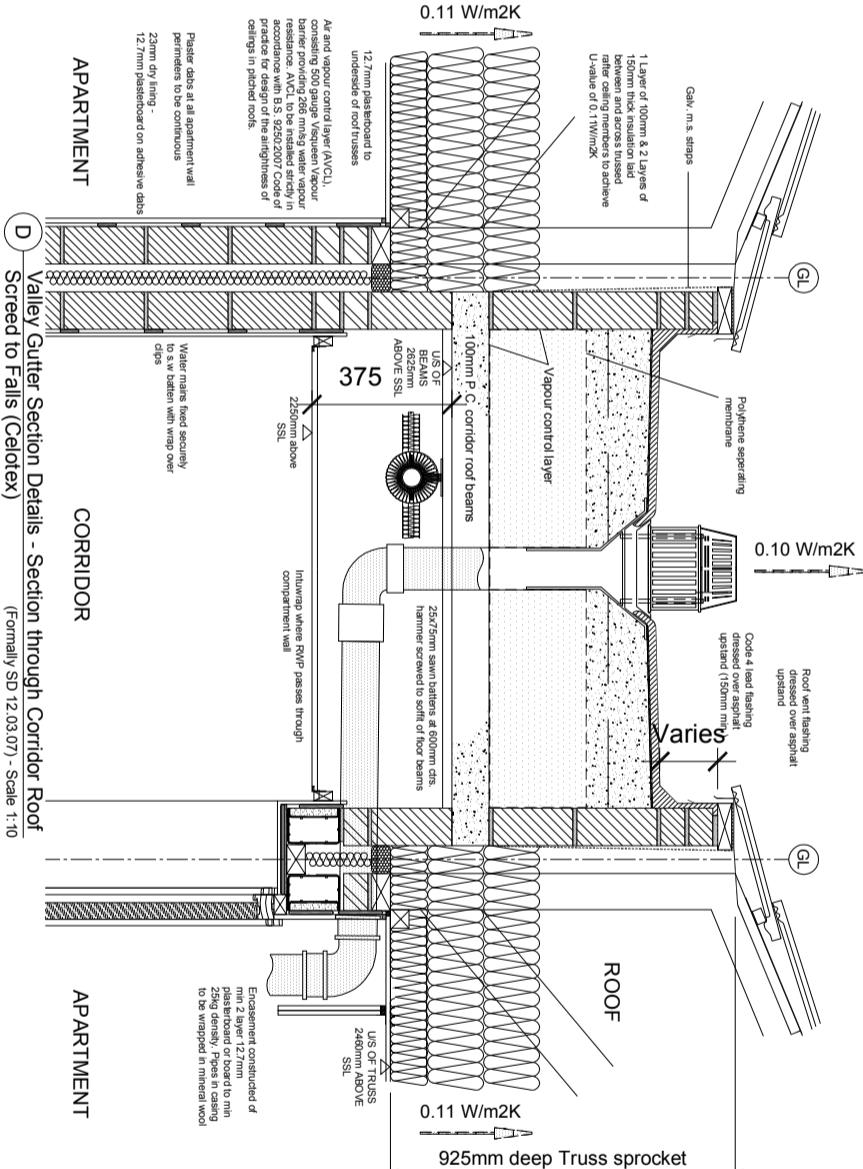 0.11 W/m2K
1 Layer of 100mm & 2 Layers of
150mm thick insulation laid
between and across trussed
rafter ceiling members to achieve
U-value of 0.11W/m2K
Galv. m.s. straps
GL
Polythene seperating
membrane
0.10 W/m2K
Roof vent flashing
dressed over asphalt
upstand
Code 4 lead flashing
dressed over asphalt
upstand (150mm min
Varies
GL
ROOF
12.7mm plasterboard to
underside of roof trusses
Air and vapour control layer (AVCL),
consisting 500 gauge Visqueen Vapour
barrier providing 266 mn/sg water vapour
resistance. AVCL to be installed strictly in
accordance with B.S. 9250:2007 Code of
practice for design of the airtightness of
ceilings in pitched roofs.
Plaster dabs at all apartment wall
perimeters to be continuous
23mm dry lining -
12.7mm plasterboard on adhesive dabs
APARTMENT
Vapour control layer
100mm P.C. corridor roof beams
U/S OF
BEAMS
2625mm
ABOVE SSL
375
2250mm above
SSL
Water mains fixed securely
to s.w batten with wrap over
clips
25x75mm sawn battens at 600mm ctrs.
hammer screwed to soffit of floor beams
Intuwrap where RWP passes through
compartment wall
CORRIDOR
U/S OF TRUSS
2460mm ABOVE
SSL
Encasement constructed of
min 2 layer 12.7mm
plasterboard or board to min
25kg density. Pipes in casing
to be wrapped in mineral wool
APARTMENT
0.11 W/m2K
925mm deep Truss sprocket
D
Valley Gutter Section Details - Section through Corridor Roof
Screed to Falls (Celotex)
(Formally SD 12.03.07) - Scale 1:10